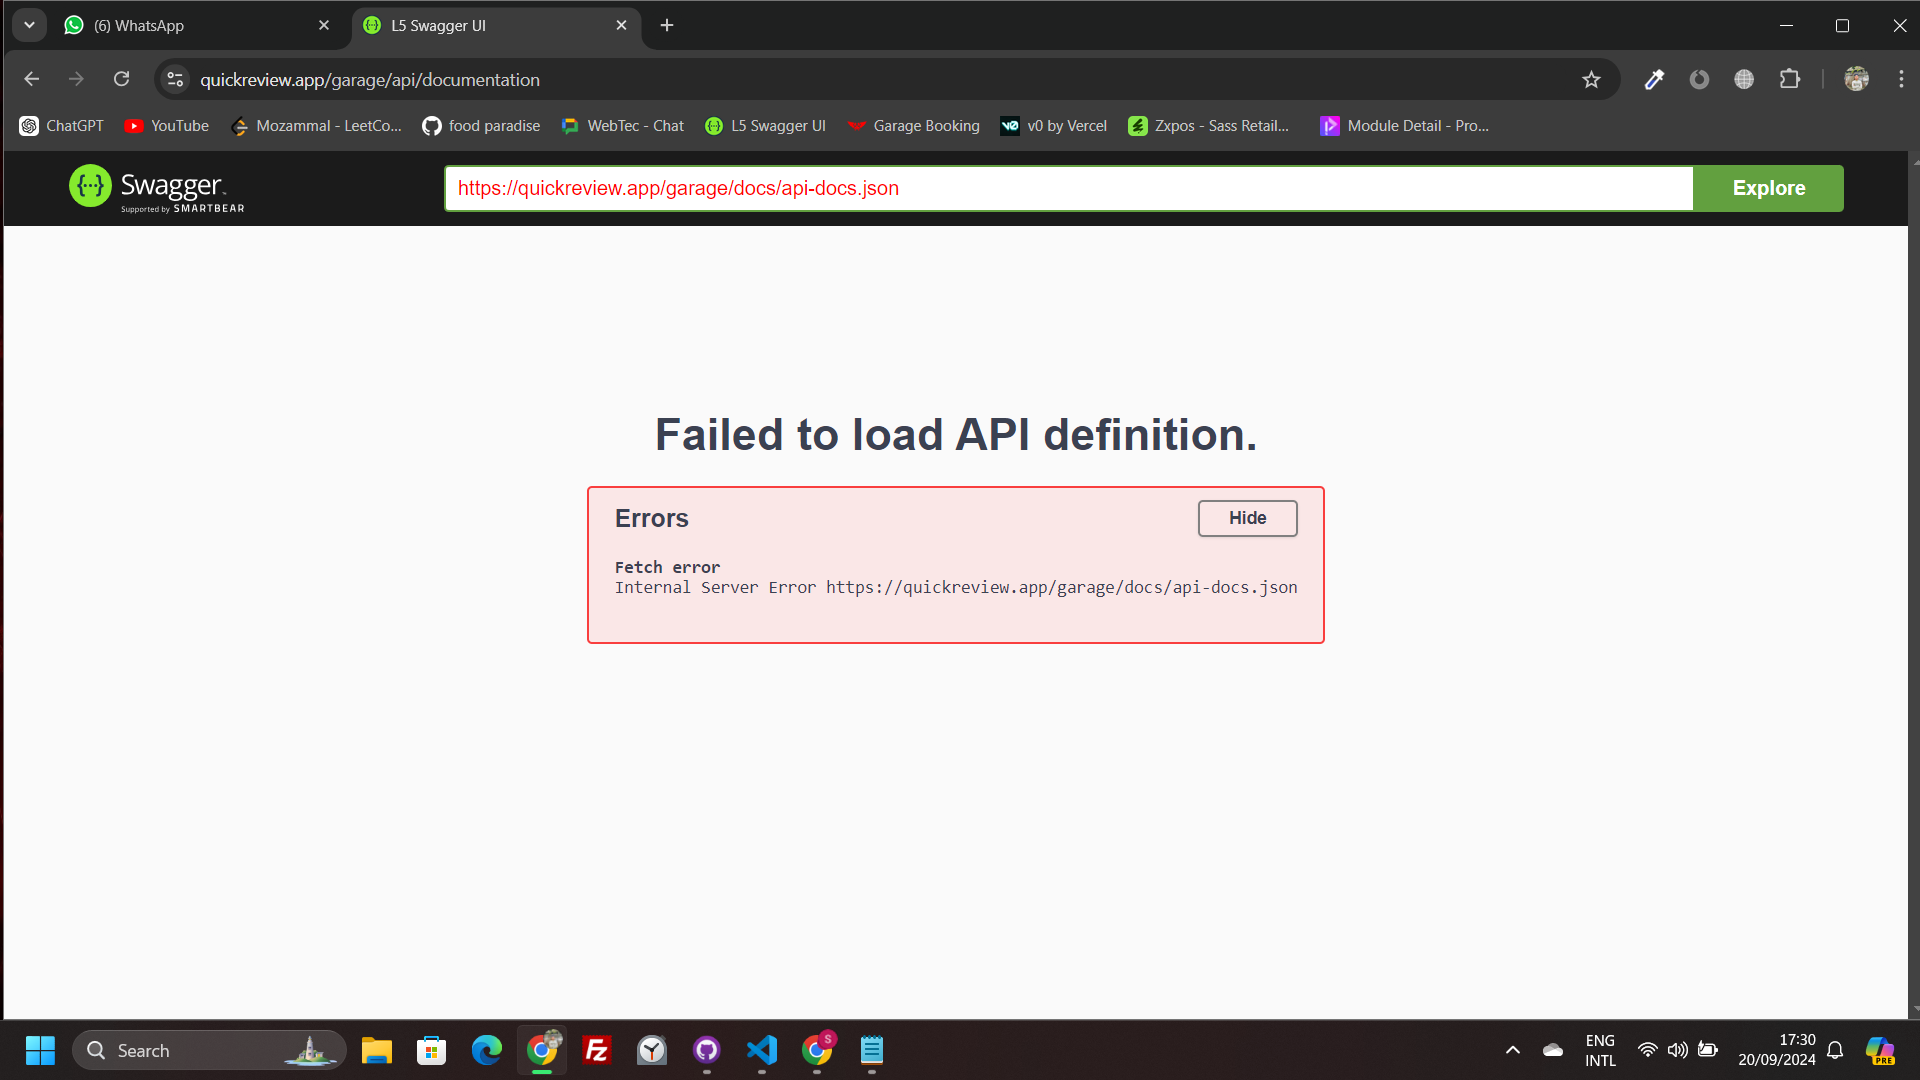 (6) WhatsApp
L5 Swagger UI
quickreview.app/garage/api/documentation
ChatGPT
YouTube
Mozammal - LeetCo...
food paradise
WebTec - Chat
L5 Swagger UI
Garage Booking
v0 by Vercel
Zxpos - Sass Retail...
Module Detail - Pro...
Swagger
Supported by SMARTBEAR
https://quickreview.app/garage/docs/api-docs.json
Explore
Failed to load API definition.
Errors
Hide
Fetch error
Internal Server Error https://quickreview.app/garage/docs/api-docs.json
Search
Fz
S
ENG
INTL
17:30
20/09/2024
PRE